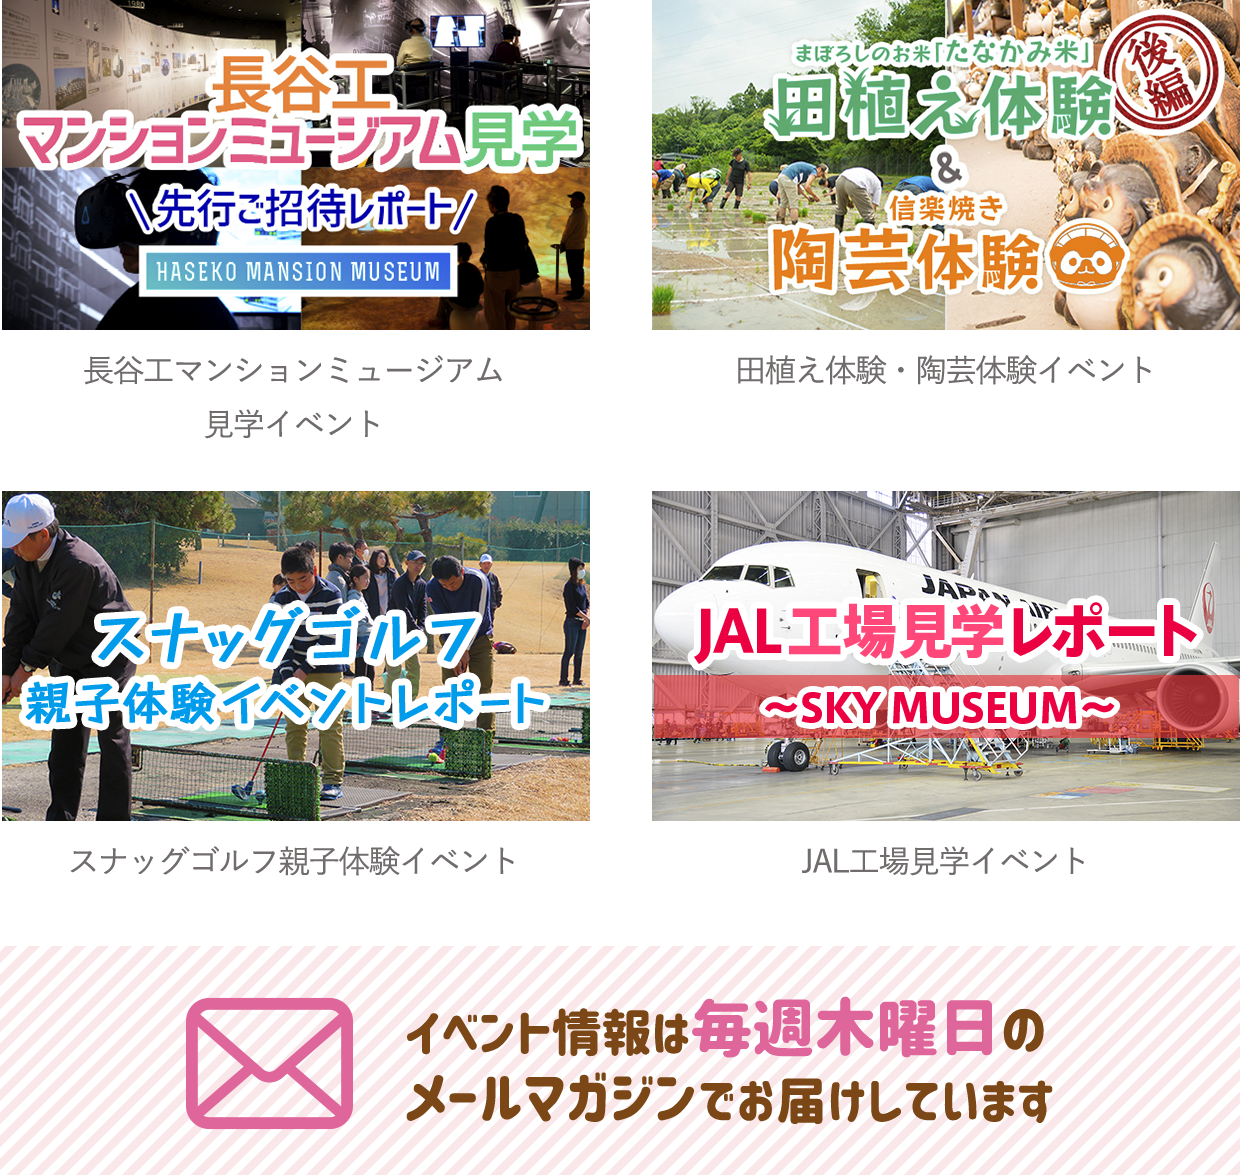 長谷工
マンションミュージアム見学
\先行ご招待レポート/
HASEKO MANSION MUSEUM
長谷工マンションミュージアム
見学イベント
まぼろしのお米「たなかみ米」
田植え体験
後編
&
信楽焼き
陶芸体験
田植え体験・陶芸体験イベント
スナッグゴルフ
親子体験イベントレポート
スナッグゴルフ親子体験イベント
JAPAN AIRL
JAL工場見学レポート
～SKY MUSEUM～
JAL工場見学イベント
イベント情報は毎週木曜日の
メールマガジンでお届けしています